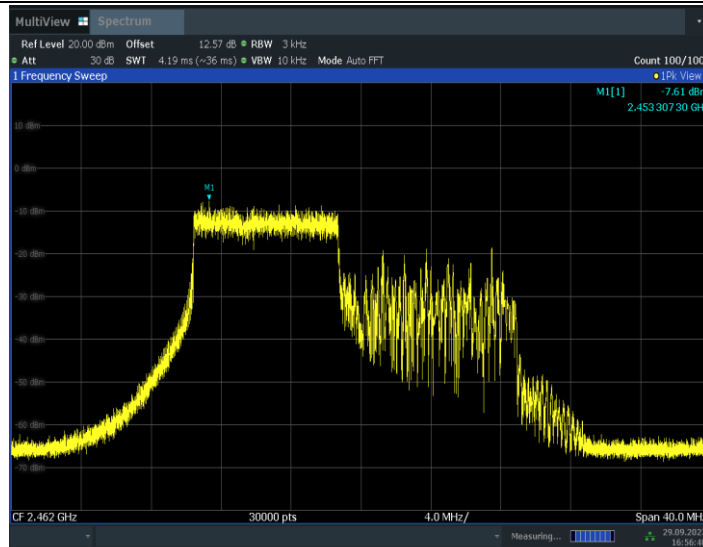 MultiView Spectrum
Ref Level 20.00 dBm Offset 12.57 dB RBW 3 kHz
Att 30 dB SWT 4.19 ms (~36 ms) VBW 10 kHz Mode Auto FFT Count 100/100
1 Frequency Sweep 1Pk View
M1[1] -7.61 dBm
2.453 307 30 GH
10 dBm
0 dBm
M1
-10 dBm
-20 dBm
-30 dBm
-40 dBm
-50 dBm
-60 dBm
-70 dBm
CF 2.462 GHz 30000 pts 4.0 MHz/ Span 40.0 MH
Measuring... 29.09.202
16:56:4